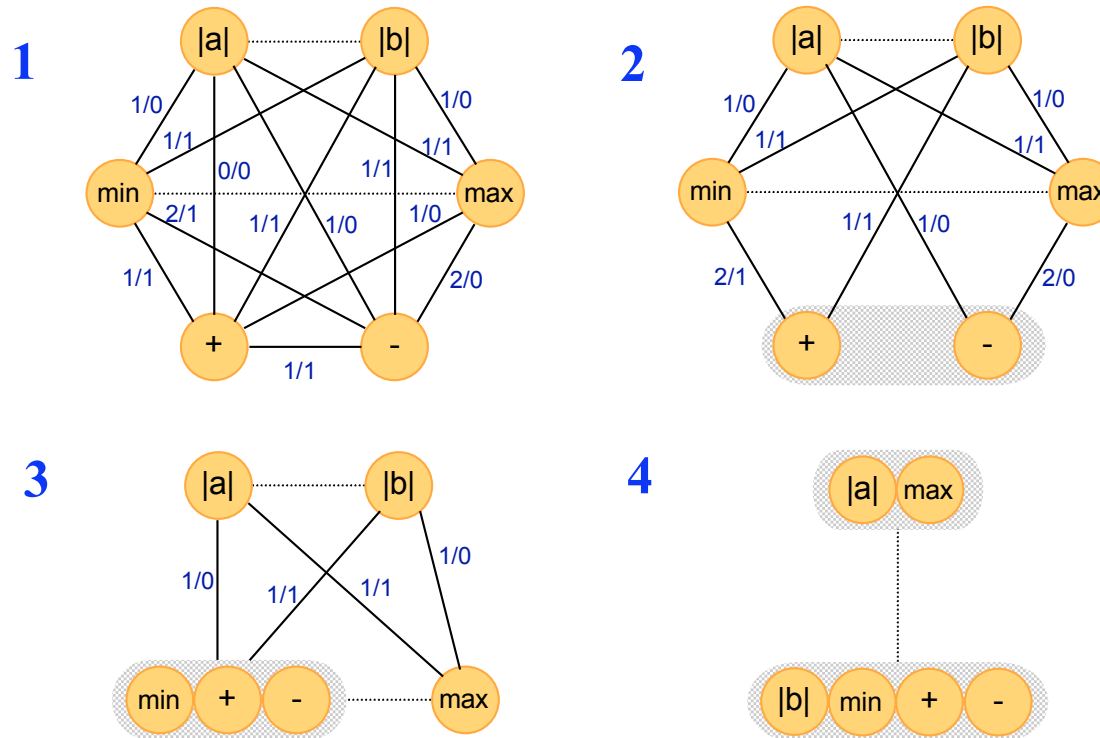 1
|a|
|b|
1/0
1/0
1/1
1/1
0/0
1/1
min
max
2/1
1/1
1/0
1/0
1/1
2/0
+
-
1/1
2
|a|
|b|
1/0
1/0
1/1
1/1
min
max
1/1
1/0
2/1
2/0
+
-
3
|a|
|b|
1/0
1/0
1/1
1/1
min
+
-
max
4
|a|
max
|b|
min
+
-